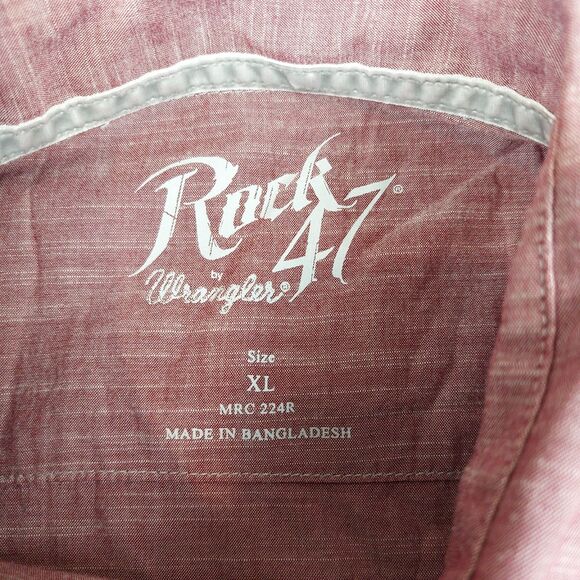 Rock 47®
by
Wrangler®
Size
XL
MRC 224R
MADE IN BANGLADESH